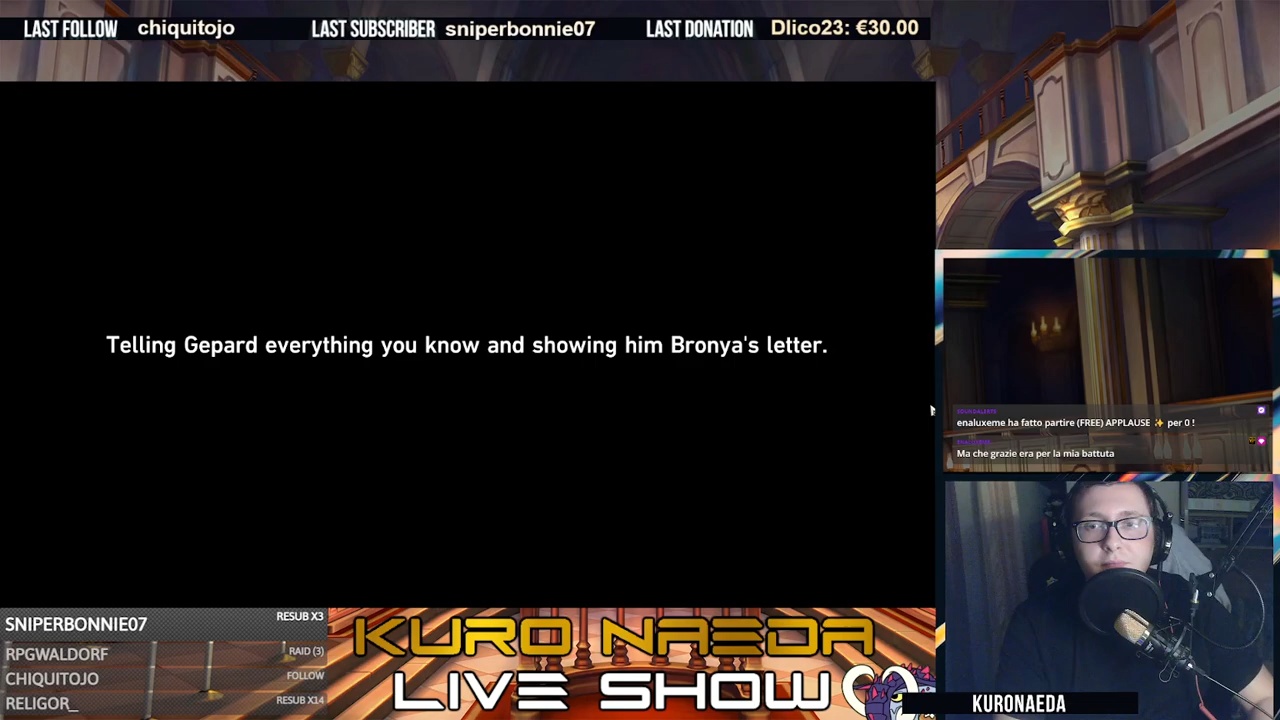 LAST FOLLOW chiquitojo LAST SUBSCRIBER sniperbonnie07 LAST DONATION Dlico23: €30.00
Telling Gepard everything you know and showing him Bronya's letter.
SOUNDALERTS
enaluxeme ha fatto partire (FREE) APPLAUSE ✨ per 0 !
Ma che grazie era per la mia battuta
SNIPERBONNIE07 RESUB X3
RPGWALDORF RAID (3)
CHIQUITOJO FOLLOW
RELIGOR_ RESUB X14
KURO NAEDA
LIVE SHOW
KURONAEDA